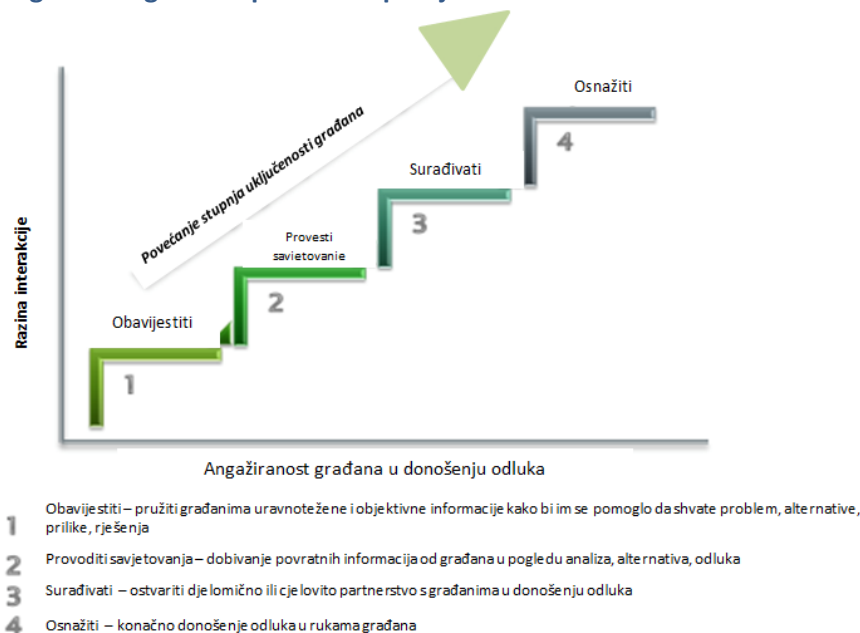 Osnažiti
4
Povećanje stupnja uključenosti građana
Surađivati
3
Provesti
savietovanie
2
Razina interakcije
Obavijestiti
1
Angažiranost građana u donošenju odluka
1 Obavijestiti – pružiti građanima uravnotežene i objektivne informacije kako bi im se pomoglo da shvate problem, alternative,
prilike, rješenja
2 Provoditi savjetovanja – dobivanje povratnih informacija od građana u pogledu analiza, alternativa, odluka
3 Surađivati – ostvariti djelomično ili cjelovito partnerstvo s građanima u donošenju odluka
4 Osnažiti – konačno donošenje odluka u rukama građana